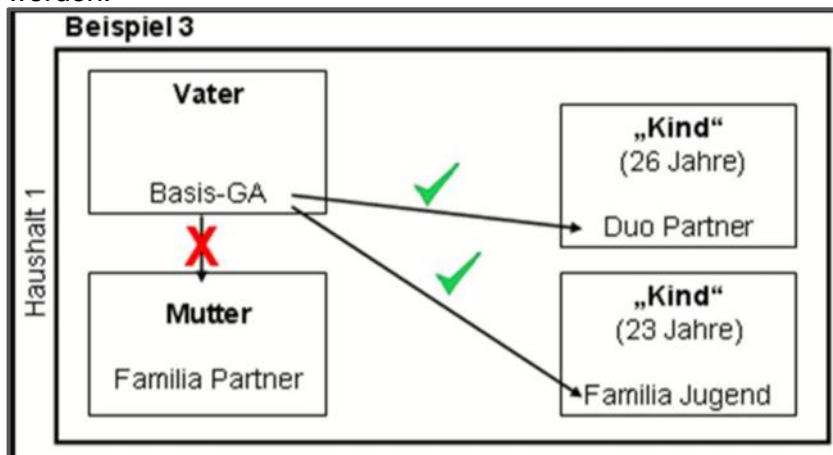 Beispiel 3
Haushalt 1
Vater
Basis-GA
X
Mutter
Familia Partner
„Kind“
(26 Jahre)
Duo Partner
„Kind“
(23 Jahre)
Familia Jugend